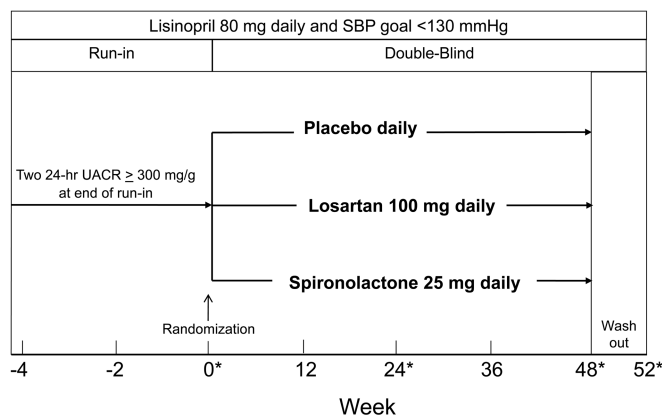 Lisinopril 80 mg daily and SBP goal <130 mmHg
Run-in
Double-Blind
Placebo daily
Two 24-hr UACR ≥ 300 mg/g
at end of run-in
Losartan 100 mg daily
Spironolactone 25 mg daily
Randomization
Wash
out
-4 -2 0* 12 24* 36 48* 52*
Week